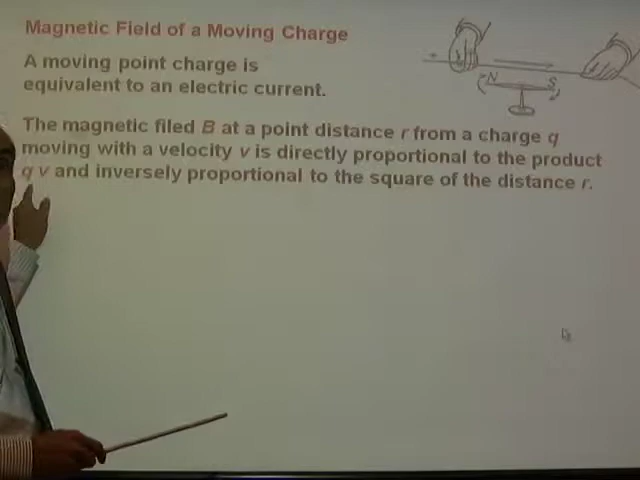 Magnetic Field of a Moving Charge
A moving point charge is
equivalent to an electric current.
The magnetic filed B at a point distance r from a charge q
moving with a velocity v is directly proportional to the product
q v and inversely proportional to the square of the distance r.
+
N S